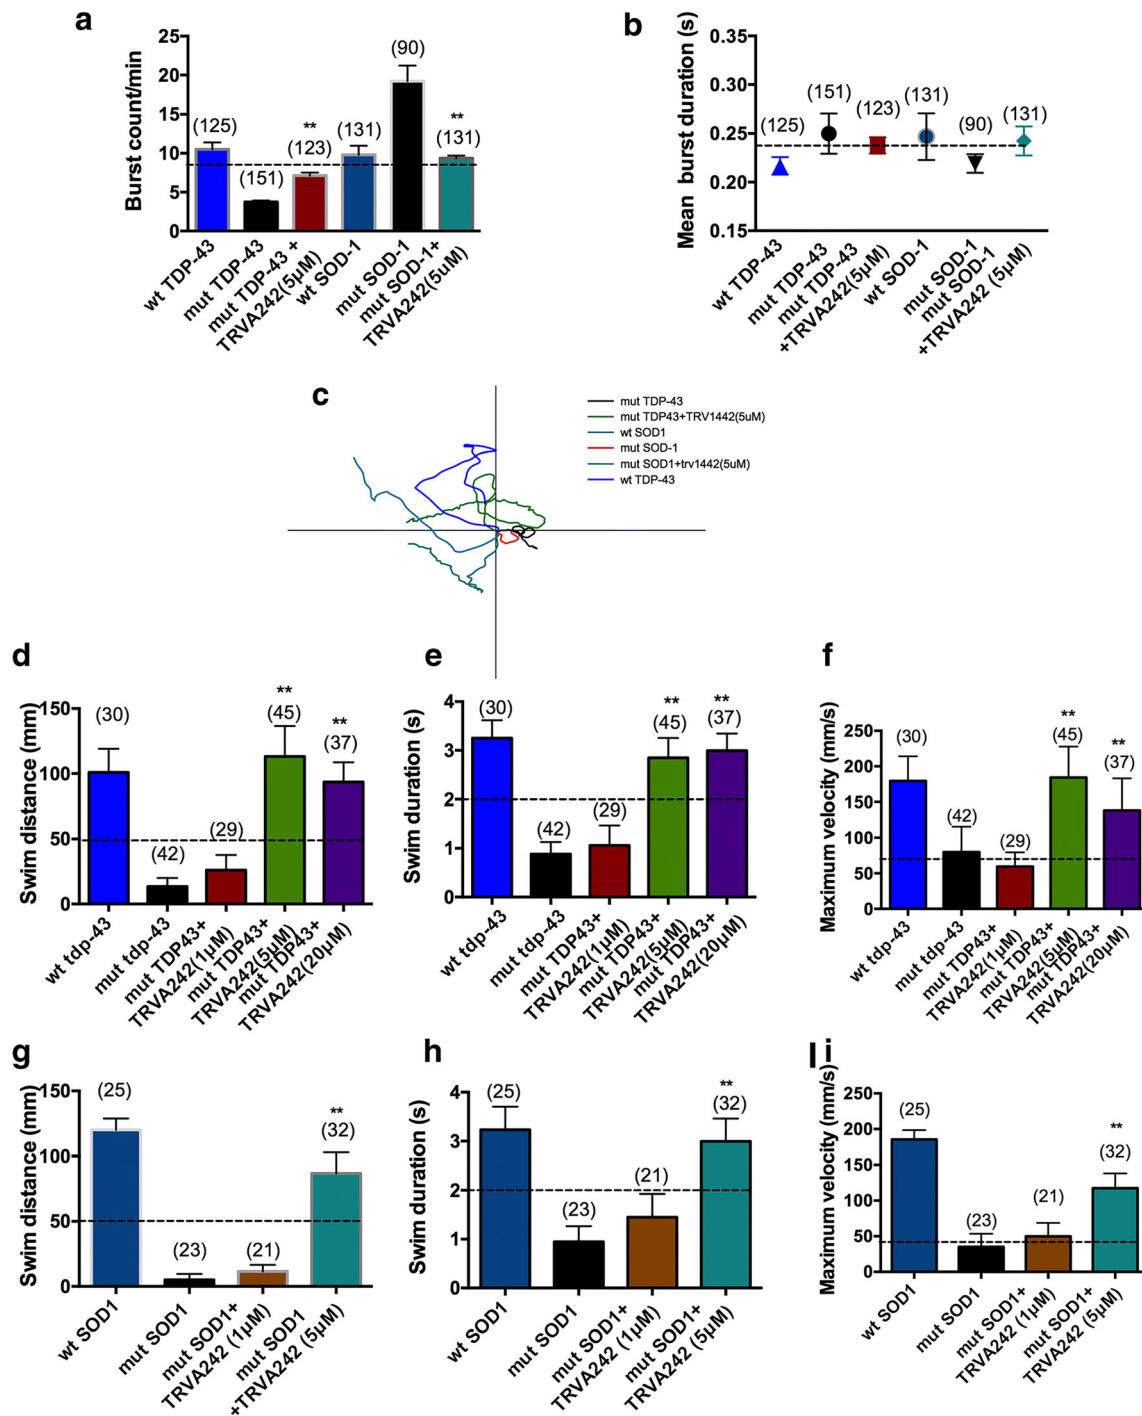 a
Burst count/min
25
20
15
10
5
0
(125)
(151)
**
(123)
(131)
(90)
**
(131)
wt TDP-43
mut TDP-43
mut TDP-43 +
TRVA242(5μM)
wt SOD-1
mut SOD-1
mut SOD-1+
TRVA242(5uM)
b
Mean burst duration (s)
0.35
0.30
0.25
0.20
0.15
(125)
(151)
(123)
(131)
(90)
(131)
wt TDP-43
mut TDP-43
mut TDP-43
+TRVA242(5μM)
wt SOD-1
mut SOD-1
mut SOD-1
+TRVA242 (5μM)
c
mut TDP-43
mut TDP43+TRV1442(5uM)
wt SOD1
mut SOD-1
mut SOD1+trv1442(5uM)
wt TDP-43
d
Swim distance (mm)
150
100
50
0
(30)
(42)
(29)
**
(45)
**
(37)
wt tdp-43
mut tdp-43
mut TDP43+
TRVA242(1μM)
mut TDP43+
TRVA242(5μM)
mut TDP43+
TRVA242(20μM)
e
Swim duration (s)
4
3
2
1
0
(30)
(42)
(29)
**
(45)
**
(37)
wt tdp-43
mut tdp-43
mut TDP43+
TRVA242(1μM)
mut TDP43+
TRVA242(5μM)
mut TDP43+
TRVA242(20μM)
f
Maximum velocity (mm/s)
250
200
150
100
50
0
(30)
(42)
(29)
**
(45)
**
(37)
wt tdp-43
mut tdp-43
mut TDP43+
TRVA242(1μM)
mut TDP43+
TRVA242(5μM)
mut TDP43+
TRVA242(20μM)
g
Swim distance (mm)
150
100
50
0
(25)
(23)
(21)
**
(32)
wt SOD1
mut SOD1
mut SOD1+
TRVA242 (1μM)
mut SOD1
+TRVA242 (5μM)
h
Swim duration (s)
4
3
2
1
0
(25)
(23)
(21)
**
(32)
wt SOD1
mut SOD1
mut SOD1+
TRVA242 (1μM)
mut SOD1+
TRVA242 (5μM)
l i
Maximum velocity (mm/s)
250
200
150
100
50
0
(25)
(23)
(21)
**
(32)
wt SOD1
mut SOD1
mut SOD1+
TRVA242 (1μM)
mut SOD1+
TRVA242 (5μM)